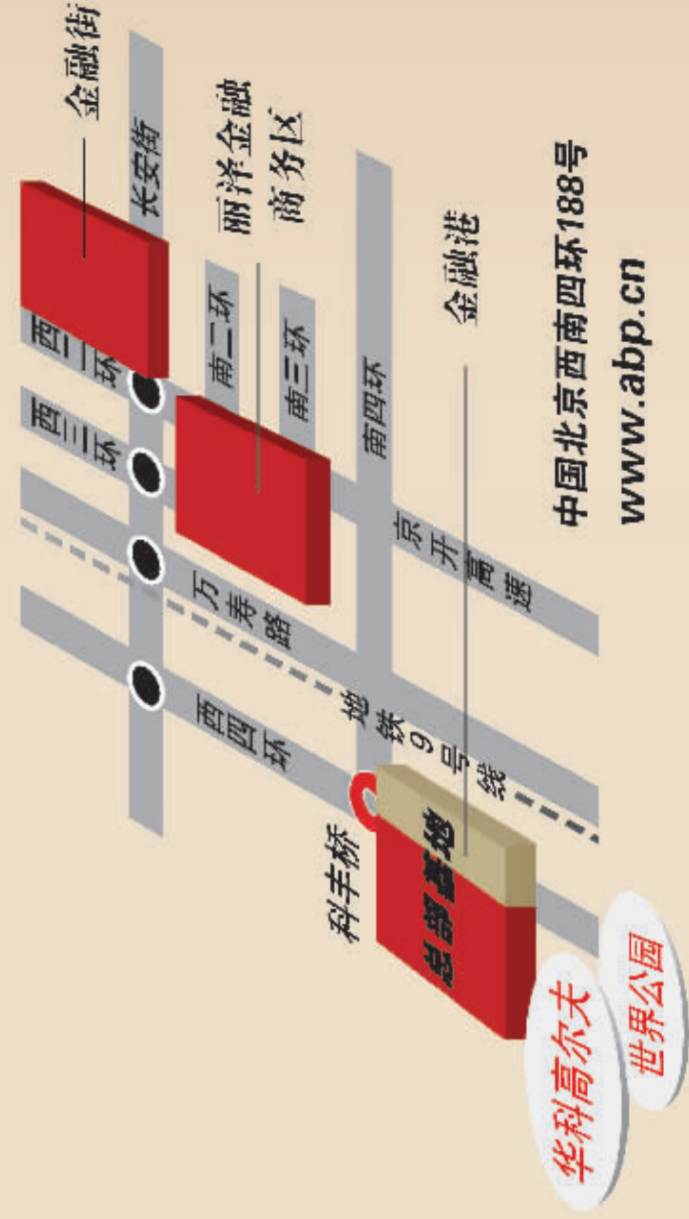 金融街
长安街
西二环
西三环
丽泽金融
商务区
南二环
南三环
南四环
金融港
万寿路
京开高速
西四环
地铁9号线
科丰桥
总部基地
华科高尔夫
世界公园
中国北京西南四环188号
www.abp.cn